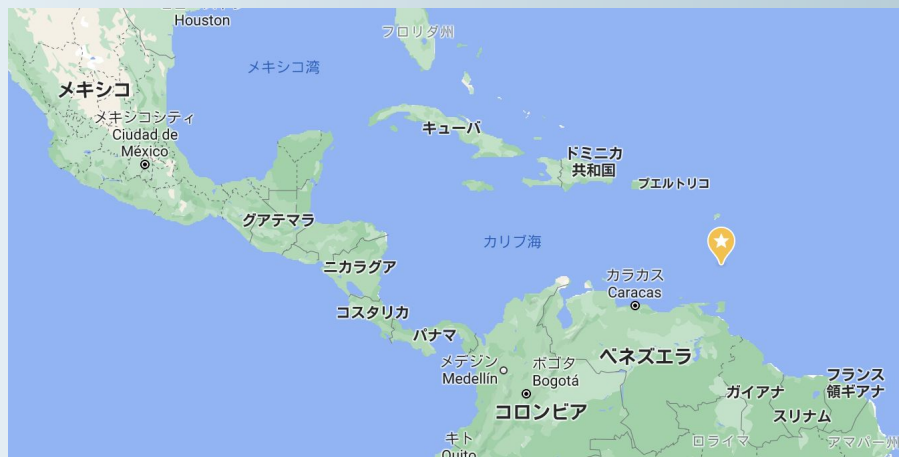 Houston
フロリダ州
メキシコ湾
メキシコ
メキシコシティ
Ciudad de
México
キューバ
ドミニカ
共和国
プエルトリコ
グアテマラ
カリブ海
ニカラグア
カラカス
Caracas
コスタリカ
パナマ
メデジン
Medellín
ボゴタ
Bogotá
ベネズエラ
コロンビア
ガイアナ
フランス
領ギアナ
スリナム
キト
Quito
ロライマ
アマパー州